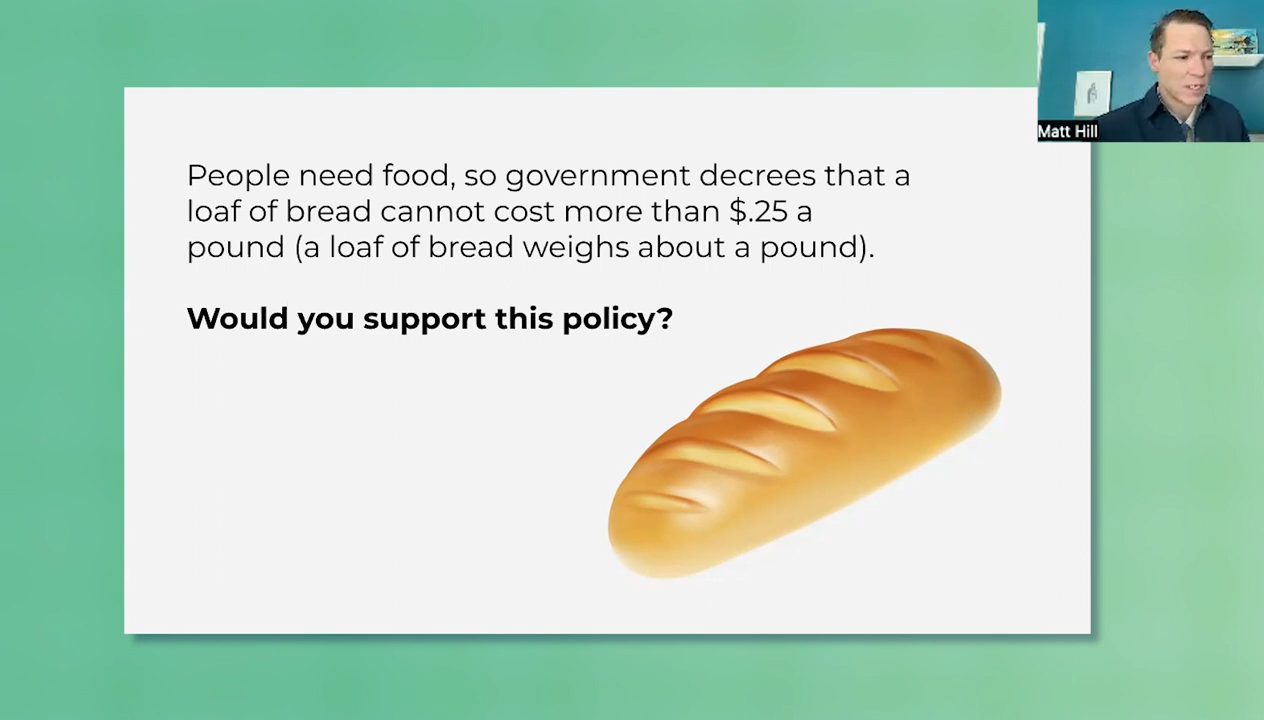 People need food, so government decrees that a
loaf of bread cannot cost more than $.25 a
pound (a loaf of bread weighs about a pound).
Would you support this policy?
Matt Hill